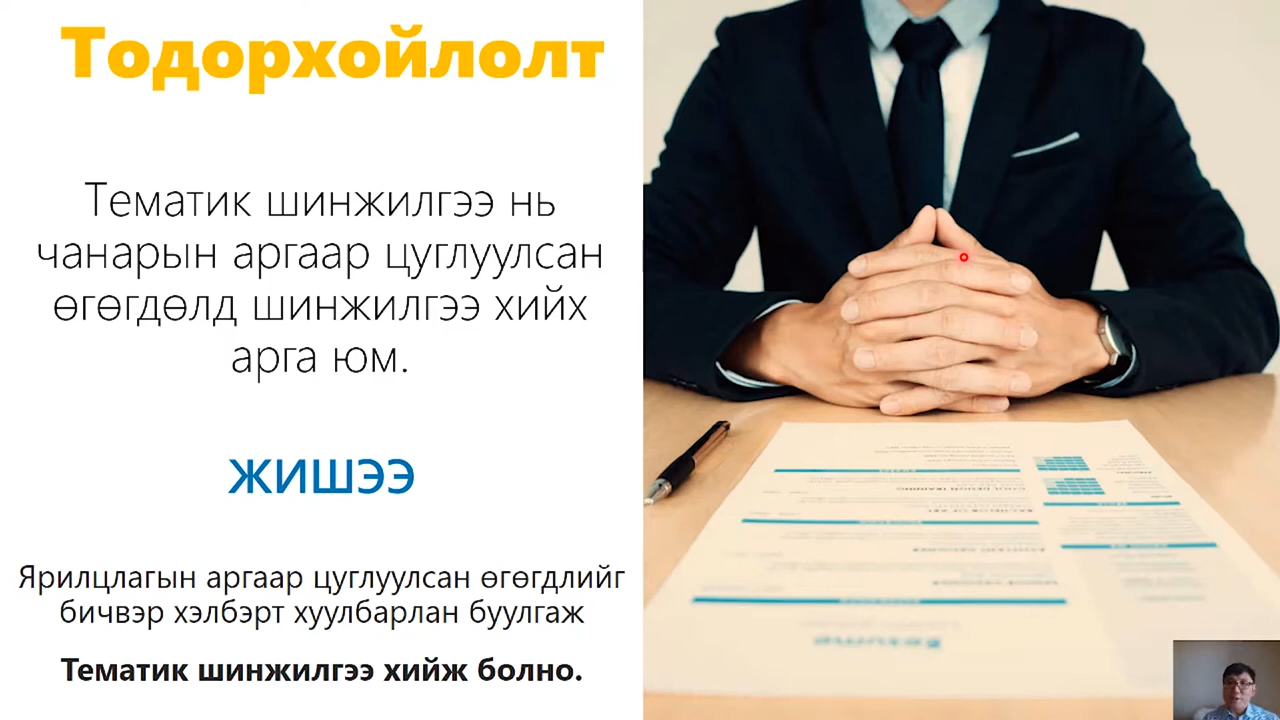 Тодорхойлолт
Тематик шинжилгээ нь
чанарын аргаар цуглуулсан
өгөгдөлд шинжилгээ хийх
арга юм.
ЖИШЭЭ
Ярилцлагын аргаар цуглуулсан өгөгдлийг
бичвэр хэлбэрт хуулбарлан буулгаж
Тематик шинжилгээ хийж болно.
Resume